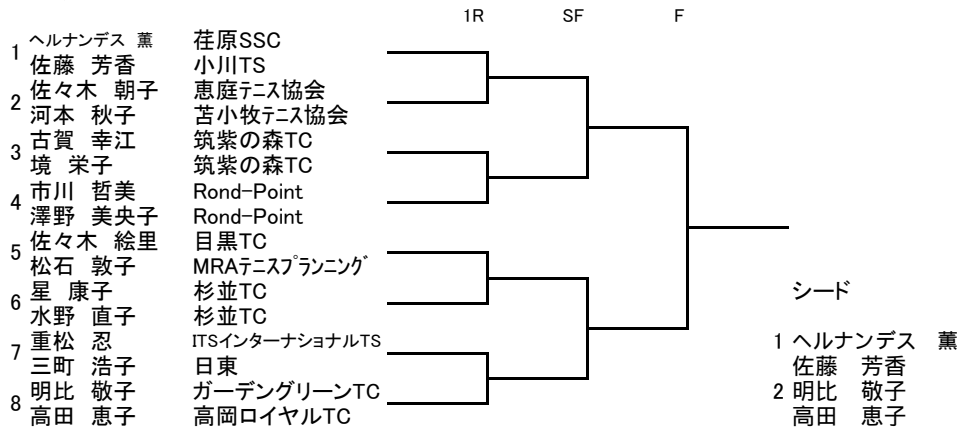 1R SF F
1 ヘルナンデス 薫 荏原SSC
佐藤 芳香 小川TS
2 佐々木 朝子 恵庭テニス協会
河本 秋子 苫小牧テニス協会
3 古賀 幸江 筑紫の森TC
境 栄子 筑紫の森TC
4 市川 哲美 Rond-Point
澤野 美央子 Rond-Point
5 佐々木 絵里 目黒TC
松石 敦子 MRAテニスプランニング
6 星 康子 杉並TC
水野 直子 杉並TC
7 重松 忍 ITSインターナショナルTS
三町 浩子 日東
8 明比 敬子 ガーデングリーンTC
高田 恵子 高岡ロイヤルTC
シード
1 ヘルナンデス 薫
佐藤 芳香
2 明比 敬子
高田 恵子